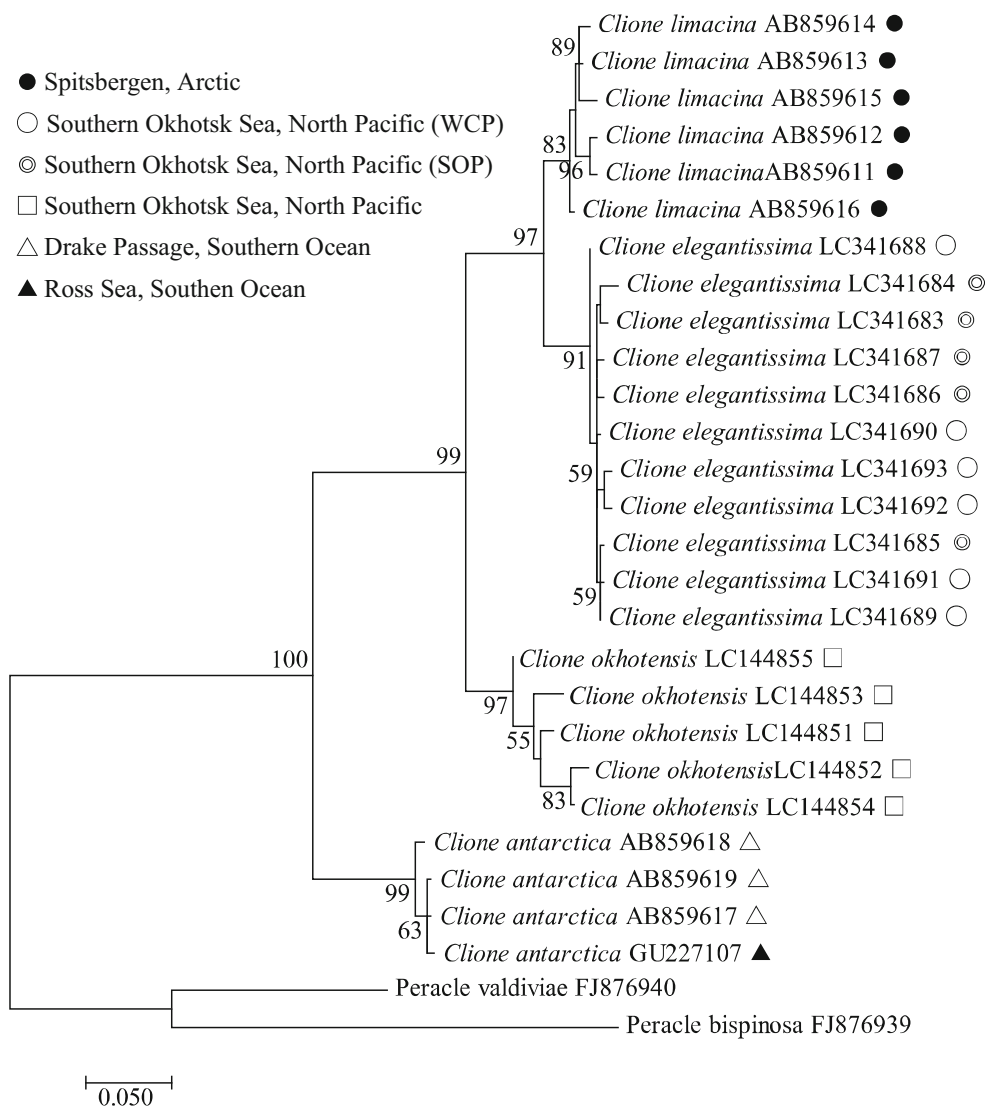 Clione limacina AB859614
89
Clione limacina AB859613
Spitsbergen, Arctic
Clione limacina AB859615
Southern Okhotsk Sea, North Pacific (WCP)
Clione limacina AB859612
83
Southern Okhotsk Sea, North Pacific (SOP)
96
Clione limacinaAB859611
Southern Okhotsk Sea, North Pacific
Clione limacina AB859616
97
Drake Passage, Southern Ocean
Clione elegantissima LC341688
Ross Sea, Southen Ocean
Clione elegantissima LC341684
Clione elegantissima LC341683
91
Clione elegantissima LC341687
Clione elegantissima LC341686
Clione elegantissima LC341690
99
59
Clione elegantissima LC341693
Clione elegantissima LC341692
Clione elegantissima LC341685
Clione elegantissima LC341691
59
Clione elegantissima LC341689
100
Clione okhotensis LC144855
97
Clione okhotensis LC144853
55
Clione okhotensis LC144851
Clione okhotensisLC144852
83
Clione okhotensis LC144854
Clione antarctica AB859618
99
Clione antarctica AB859619
63
Clione antarctica AB859617
Clione antarctica GU227107
Peracle valdiviae FJ876940
Peracle bispinosa FJ876939
0.050